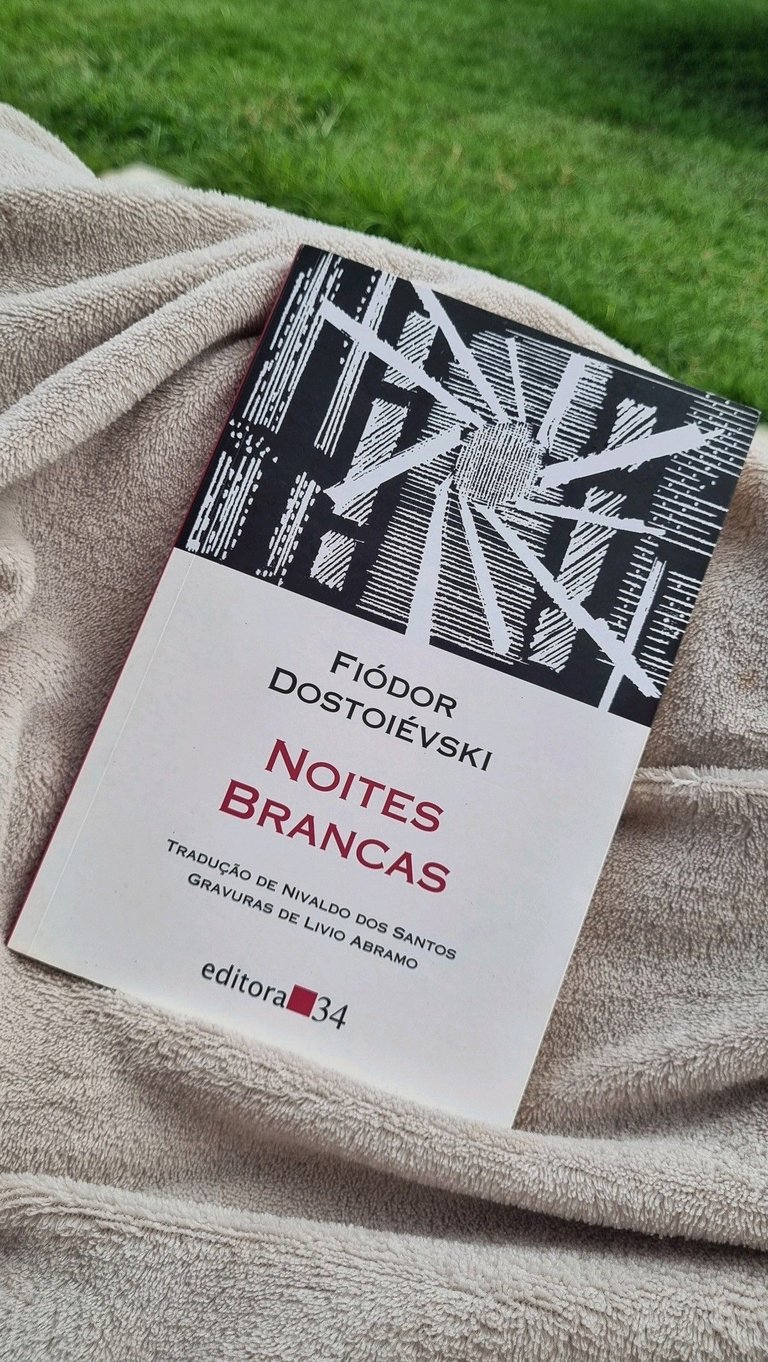 Fiódor
Dostoiévski
Noites
Brancas
Tradução de Nivaldo dos Santos
Gravuras de Livio Abramo
editora 34